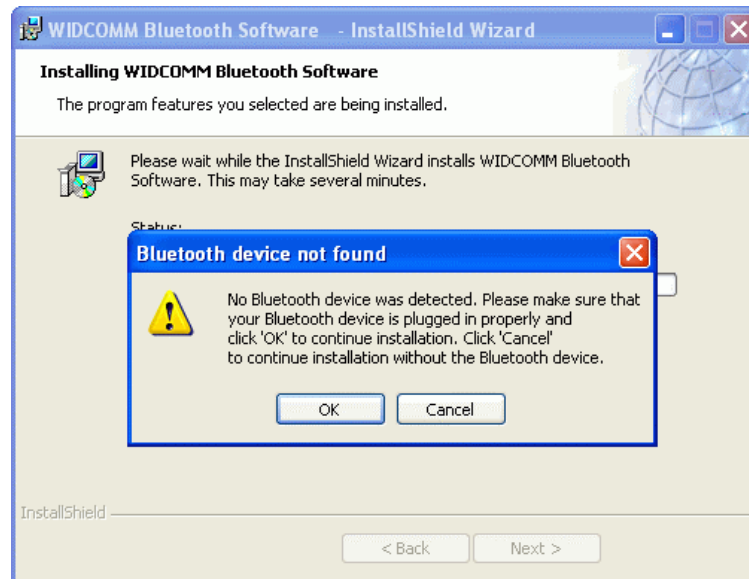 WIDCOMM Bluetooth Software - InstallShield Wizard
Installing WIDCOMM Bluetooth Software
The program features you selected are being installed.
Please wait while the InstallShield Wizard installs WIDCOMM Bluetooth
Software. This may take several minutes.
Status:
Bluetooth device not found
No Bluetooth device was detected. Please make sure that
your Bluetooth device is plugged in properly and
click 'OK' to continue installation. Click 'Cancel'
to continue installation without the Bluetooth device.
OK Cancel
InstallShield
< Back Next >